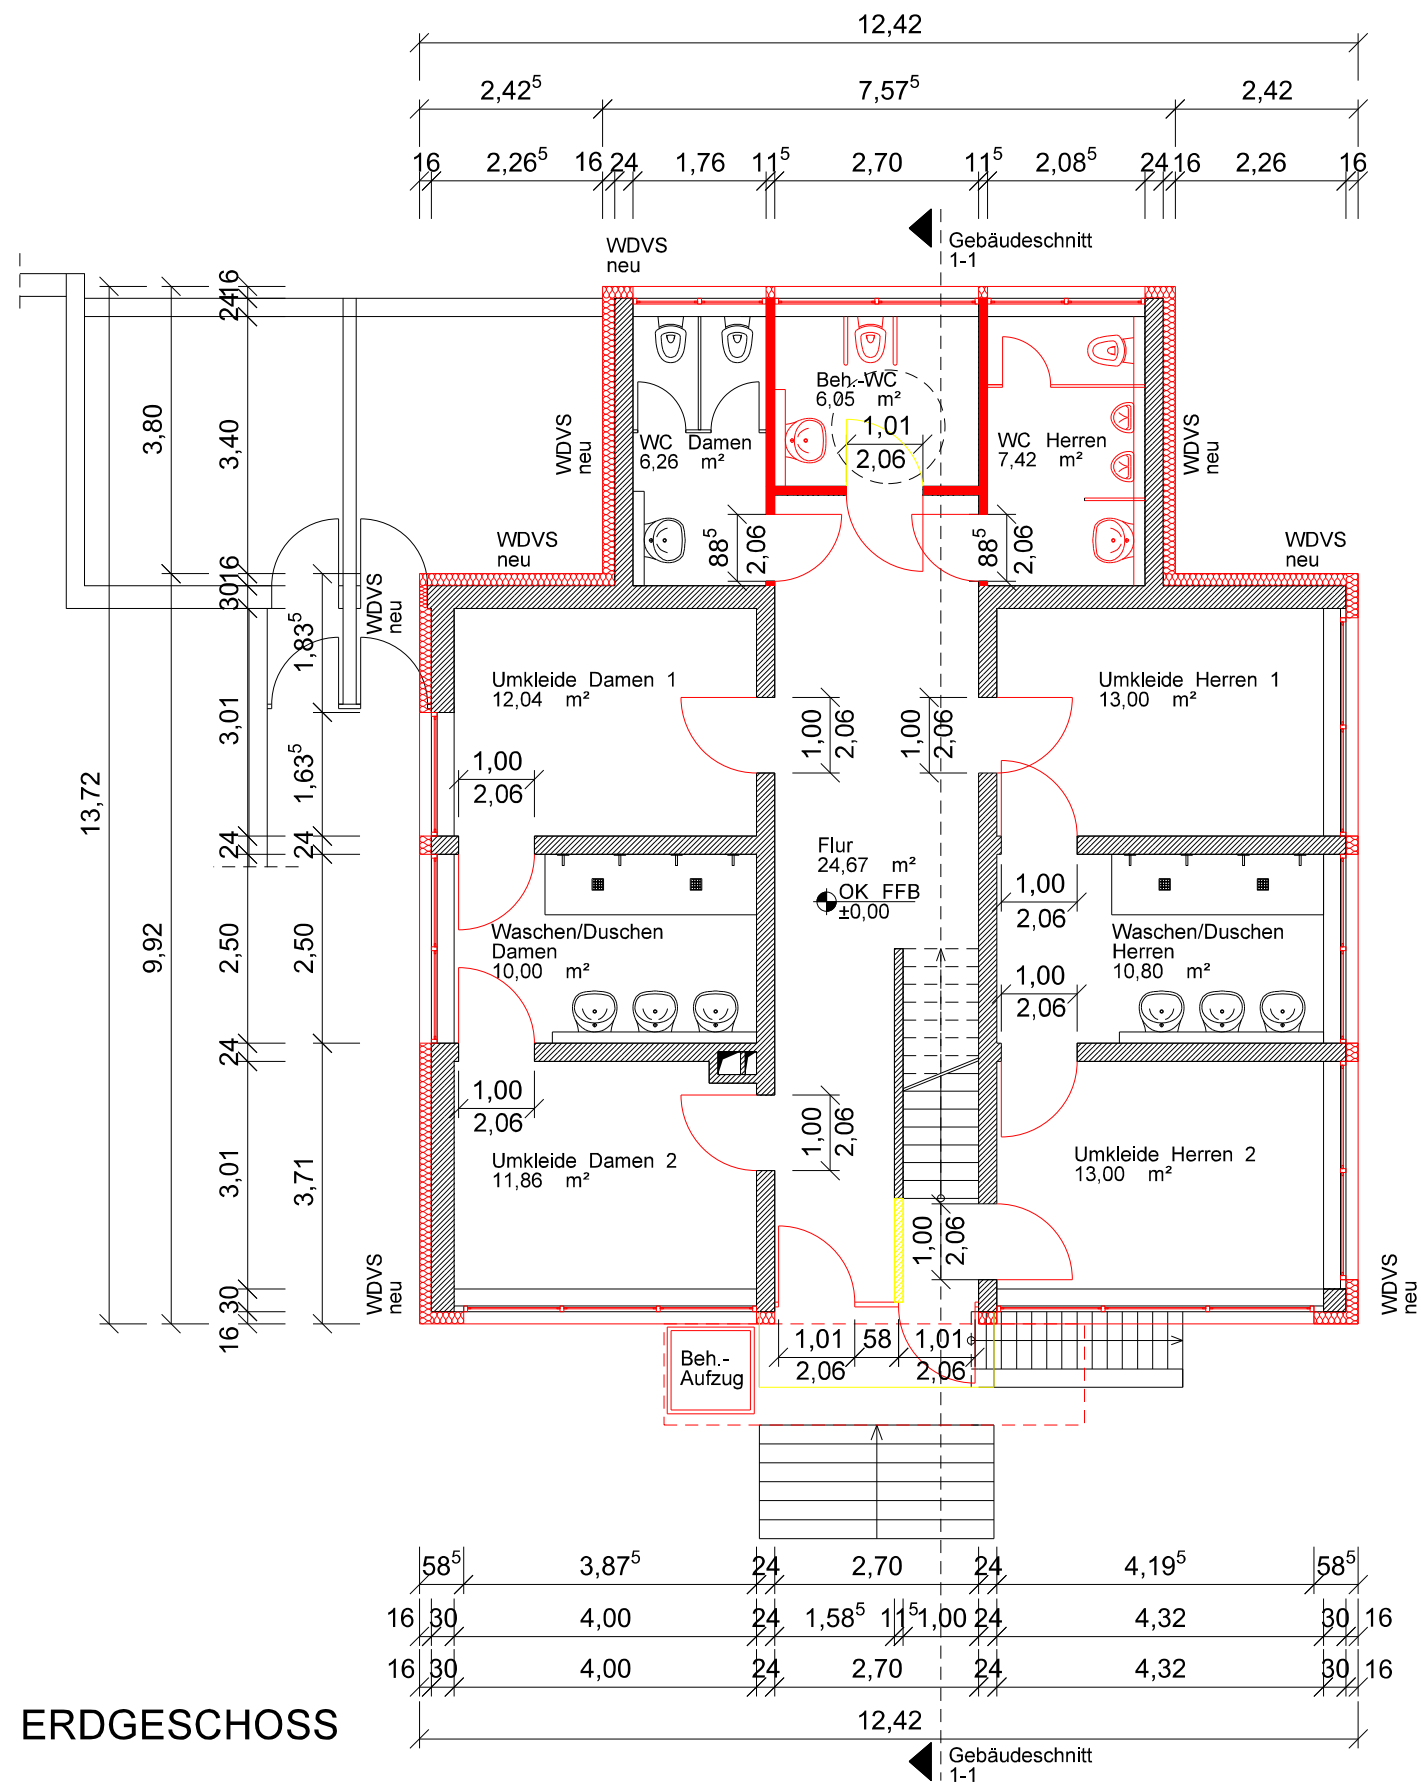 12,42
2,42⁵ 7,57⁵ 2,42
16 2,26⁵ 16 24 1,76 11⁵ 2,70 11⁵ 2,08⁵ 24 16 2,26 16
WDVS
neu
Gebäudeschnitt
1-1
16
24
3,80
3,40
WDVS
neu
Beh.-WC
6,05 m²
1,01
2,06
WC Damen
6,26 m²
WC Herren
7,42 m²
WDVS
neu
88⁵
2,06
88⁵
2,06
WDVS
neu
WDVS
neu
16
30
WDVS
neu
1,83⁵
3,01
1,63⁵
13,72
Umkleide Damen 1
12,04 m²
Umkleide Herren 1
13,00 m²
1,00
2,06
1,00
2,06
1,00
2,06
24
24
Flur
24,67 m²
OK FFB
±0,00
1,00
2,06
9,92
2,50
2,50
Waschen/Duschen
Damen
10,00 m²
Waschen/Duschen
Herren
10,80 m²
1,00
2,06
24
1,00
2,06
1,00
2,06
3,01
3,71
Umkleide Damen 2
11,86 m²
Umkleide Herren 2
13,00 m²
1,00
2,06
30
16
WDVS
neu
WDVS
neu
Beh.-
Aufzug
1,01 58 1,01
2,06 2,06
58⁵ 3,87⁵ 24 2,70 24 4,19⁵ 58⁵
16 30 4,00 24 1,58⁵ 11⁵ 1,00 24 4,32 30 16
16 30 4,00 24 2,70 24 4,32 30 16
12,42
ERDGESCHOSS
Gebäudeschnitt
1-1